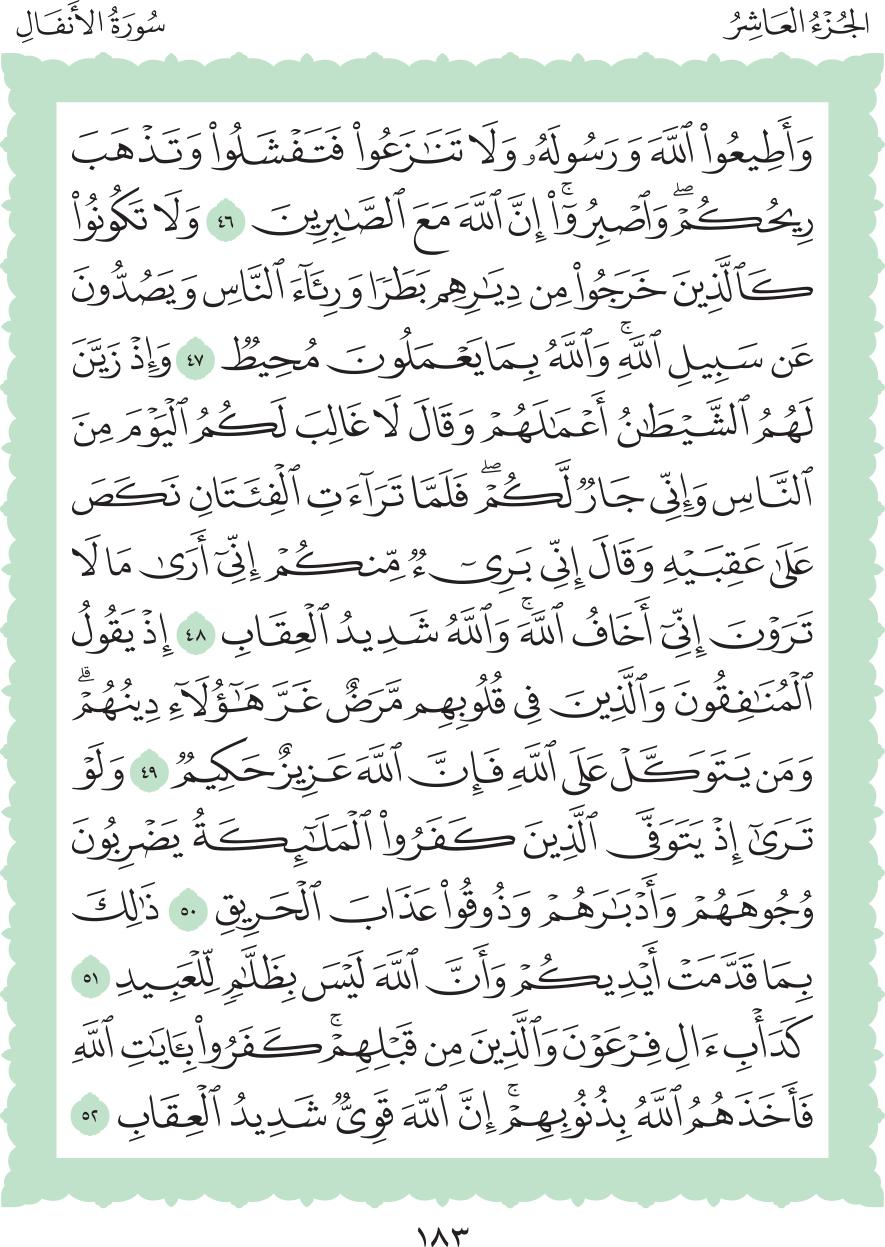 الجُزْءُ العَاشِرُ
سُورَةُ الأَنفَالِ
وَأَطِيعُوا۟ ٱللَّهَ وَرَسُولَهُۥ وَلَا تَنَٰزَعُوا۟ فَتَفْشَلُوا۟ وَتَذْهَبَ
رِيحُكُمْۖ وَٱصْبِرُوٓا۟ۚ إِنَّ ٱللَّهَ مَعَ ٱلصَّٰبِرِينَ ٤٦ وَلَا تَكُونُوا۟
كَٱلَّذِينَ خَرَجُوا۟ مِن دِيَٰرِهِم بَطَرًا وَرِئَآءَ ٱلنَّاسِ وَيَصُدُّونَ
عَن سَبِيلِ ٱللَّهِۚ وَٱللَّهُ بِمَا يَعْمَلُونَ مُحِيطٌ ٤٧ وَإِذْ زَيَّنَ
لَهُمُ ٱلشَّيْطَٰنُ أَعْمَٰلَهُمْ وَقَالَ لَا غَالِبَ لَكُمُ ٱلْيَوْمَ مِنَ
ٱلنَّاسِ وَإِنِّى جَارٌ لَّكُمْۖ فَلَمَّا تَرَآءَتِ ٱلْفِئَتَانِ نَكَصَ
عَلَىٰ عَقِبَيْهِ وَقَالَ إِنِّى بَرِىٓءٌ مِّنكُمْ إِنِّىٓ أَرَىٰ مَا لَا
تَرَوْنَ إِنِّىٓ أَخَافُ ٱللَّهَۚ وَٱللَّهُ شَدِيدُ ٱلْعِقَابِ ٤٨ إِذْ يَقُولُ
ٱلْمُنَٰفِقُونَ وَٱلَّذِينَ فِى قُلُوبِهِم مَّرَضٌ غَرَّ هَٰٓؤُلَآءِ دِينُهُمْۗ
وَمَن يَتَوَكَّلْ عَلَى ٱللَّهِ فَإِنَّ ٱللَّهَ عَزِيزٌ حَكِيمٌ ٤٩ وَلَوْ
تَرَىٰٓ إِذْ يَتَوَفَّى ٱلَّذِينَ كَفَرُوا۟ ٱلْمَلَٰٓئِكَةُ يَضْرِبُونَ
وُجُوهَهُمْ وَأَدْبَٰرَهُمْ وَذُوقُوا۟ عَذَابَ ٱلْحَرِيقِ ٥٠ ذَٰلِكَ
بِمَا قَدَّمَتْ أَيْدِيكُمْ وَأَنَّ ٱللَّهَ لَيْسَ بِظَلَّٰمٍ لِّلْعَبِيدِ ٥١
كَدَأْبِ ءَالِ فِرْعَوْنَ وَٱلَّذِينَ مِن قَبْلِهِمْۚ كَفَرُوا۟ بِـَٔايَٰتِ ٱللَّهِ
فَأَخَذَهُمُ ٱللَّهُ بِذُنُوبِهِمْۚ إِنَّ ٱللَّهَ قَوِىٌّ شَدِيدُ ٱلْعِقَابِ ٥٢
١٨٣